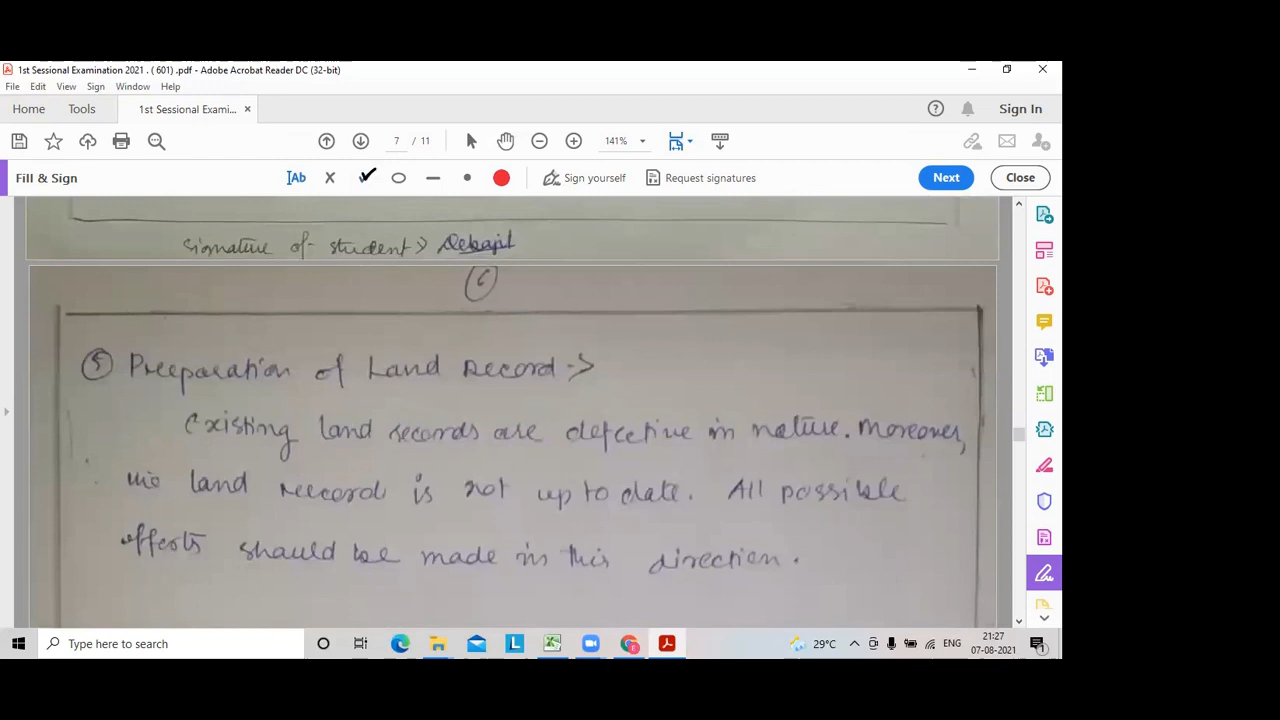 1st Sessional Examination 2021 . ( 601) .pdf - Adobe Acrobat Reader DC (32-bit)
File Edit View Sign Window Help
Home Tools 1st Sessional Exami... × Sign In
7 / 11 141%
Fill & Sign Ab Sign yourself Request signatures Next Close
Signature of student > Debajit
6
5 Preeparation of Land Record ->
Existing land records are defective in nature. Moreover,
the land reecord is not up to date. All possible
efforts should be made in this direction.
Type here to search 29°C ENG 21:27
07-08-2021